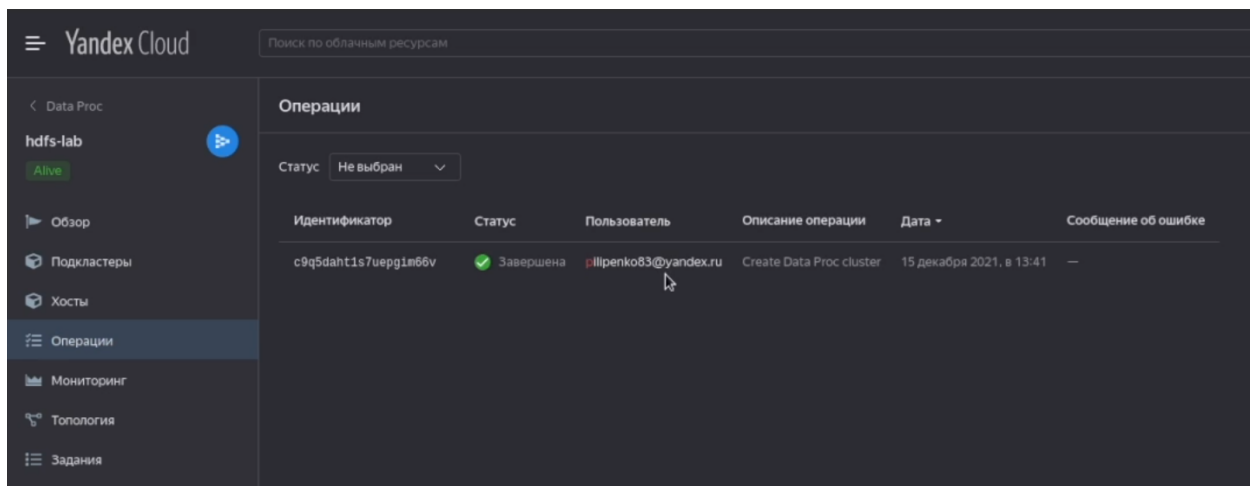 Yandex Cloud
Поиск по облачным ресурсам
Data Proc
hdfs-lab
Alive
Обзор
Подкластеры
Хосты
Операции
Мониторинг
Топология
Задания
Операции
Статус Не выбран
Идентификатор Статус Пользователь Описание операции Дата Сообщение об ошибке
c9q5daht1s7uepgim66v Завершена pilipenko83@yandex.ru Create Data Proc cluster 15 декабря 2021, в 13:41 —